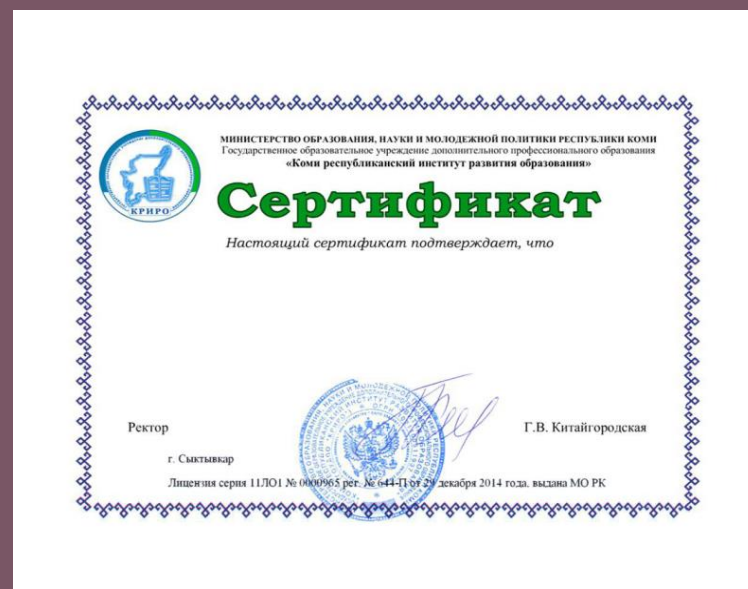 МИНИСТЕРСТВО ОБРАЗОВАНИЯ, НАУКИ И МОЛОДЕЖНОЙ ПОЛИТИКИ РЕСПУБЛИКИ КОМИ
Государственное образовательное учреждение дополнительного профессионального образования
«Коми республиканский институт развития образования»
КРИРО
Сертификат
Настоящий сертификат подтверждает, что
Ректор
Г.В. Китайгородская
г. Сыктывкар
Лицензия серия 11ЛО1 № 0000965 рег. № 644-П от 29 декабря 2014 года, выдана МО РК